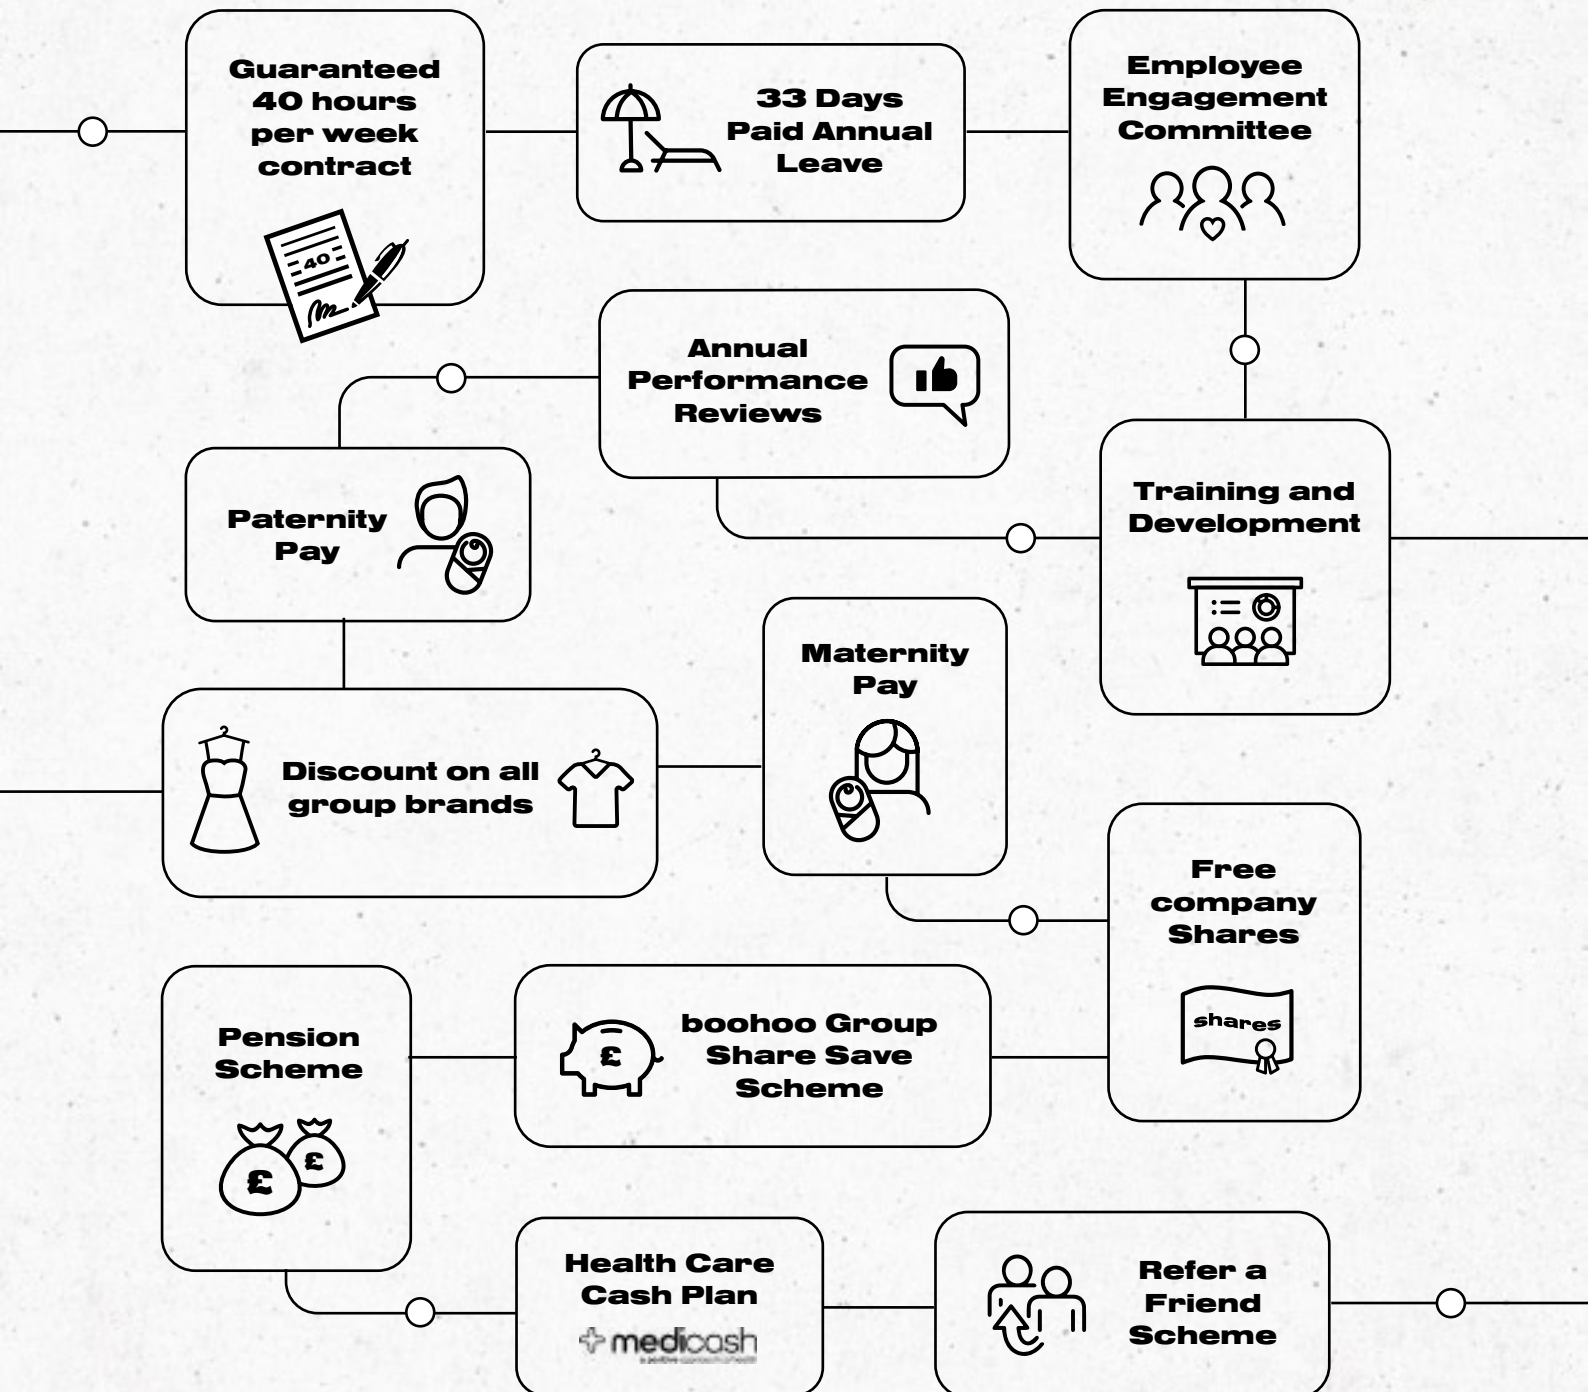 Guaranteed
40 hours
per week
contract
40
33 Days
Paid Annual
Leave
Employee
Engagement
Committee
Annual
Performance
Reviews
Paternity
Pay
Training and
Development
Maternity
Pay
Discount on all
group brands
Free
company
Shares
shares
Pension
Scheme
£
£
boohoo Group
Share Save
Scheme
£
Health Care
Cash Plan
medicash
Refer a
Friend
Scheme